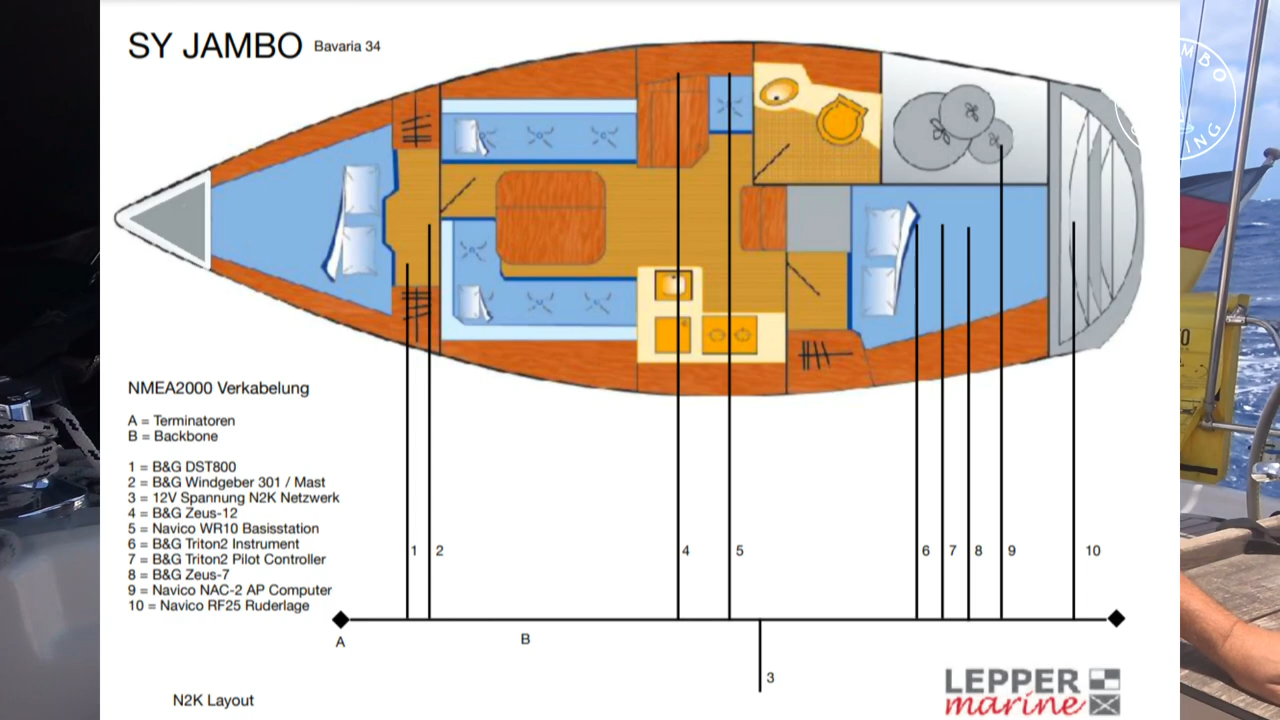 SY JAMBO Bavaria 34
NMEA2000 Verkabelung
A = Terminatoren
B = Backbone
1 = B&G DST800
2 = B&G Windgeber 301 / Mast
3 = 12V Spannung N2K Netzwerk
4 = B&G Zeus-12
5 = Navico WR10 Basisstation
6 = B&G Triton2 Instrument
7 = B&G Triton2 Pilot Controller
8 = B&G Zeus-7
9 = Navico NAC-2 AP Computer
10 = Navico RF25 Ruderlage
1 2 4 5 6 7 8 9 10
A B
3
N2K Layout
LEPPER
marine